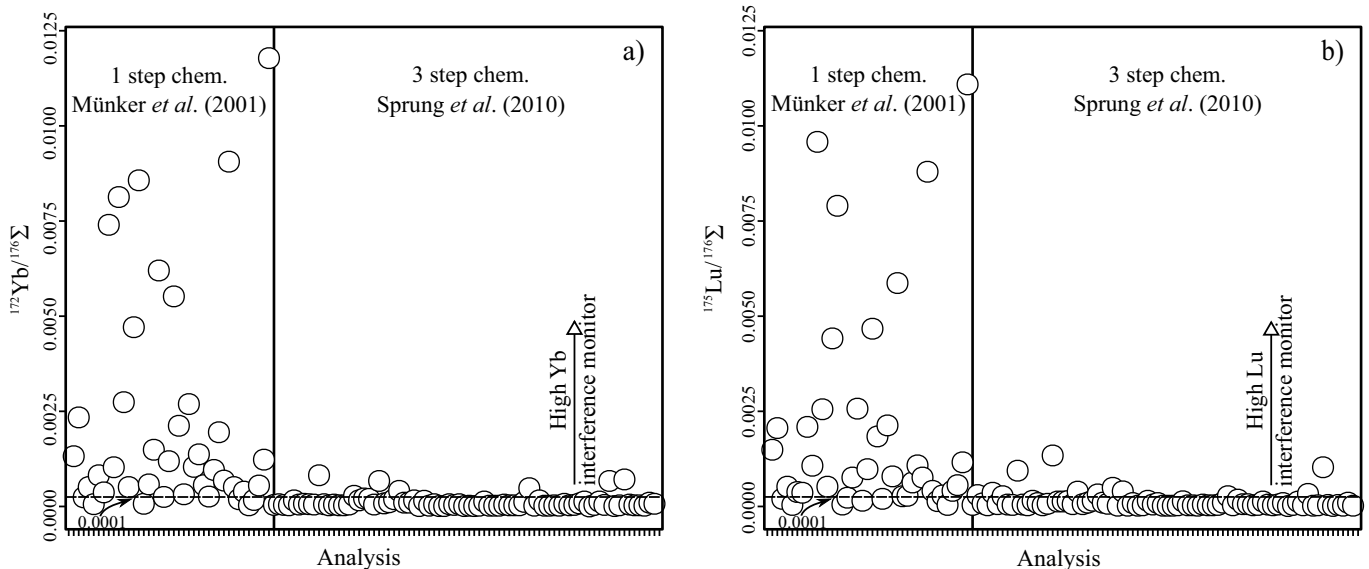 a)
1 step chem.
Münker et al. (2001)
3 step chem.
Sprung et al. (2010)
0.0125
0.0100
0.0075
0.0050
0.0025
0.0000
¹⁷²Yb/¹⁷⁶Σ
High Yb
interference monitor
0.0001
b)
1 step chem.
Münker et al. (2001)
3 step chem.
Sprung et al. (2010)
0.0125
0.0100
0.0075
0.0050
0.0025
0.0000
¹⁷⁵Lu/¹⁷⁶Σ
High Lu
interference monitor
0.0001
Analysis
Analysis